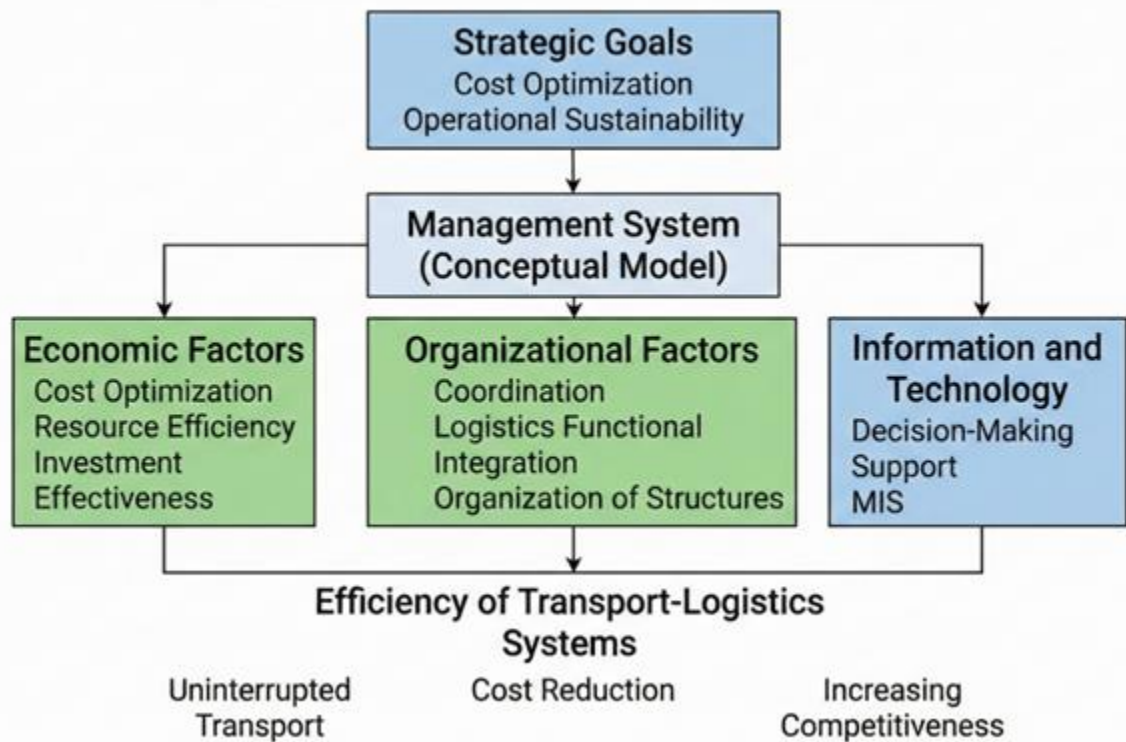 Strategic Goals
Cost Optimization
Operational Sustainability
Management System
(Conceptual Model)
Economic Factors
Cost Optimization
Resource Efficiency
Investment
Effectiveness
Organizational Factors
Coordination
Logistics Functional
Integration
Organization of Structures
Information and
Technology
Decision-Making
Support
MIS
Efficiency of Transport-Logistics
Systems
Uninterrupted
Transport
Cost Reduction
Increasing
Competitiveness